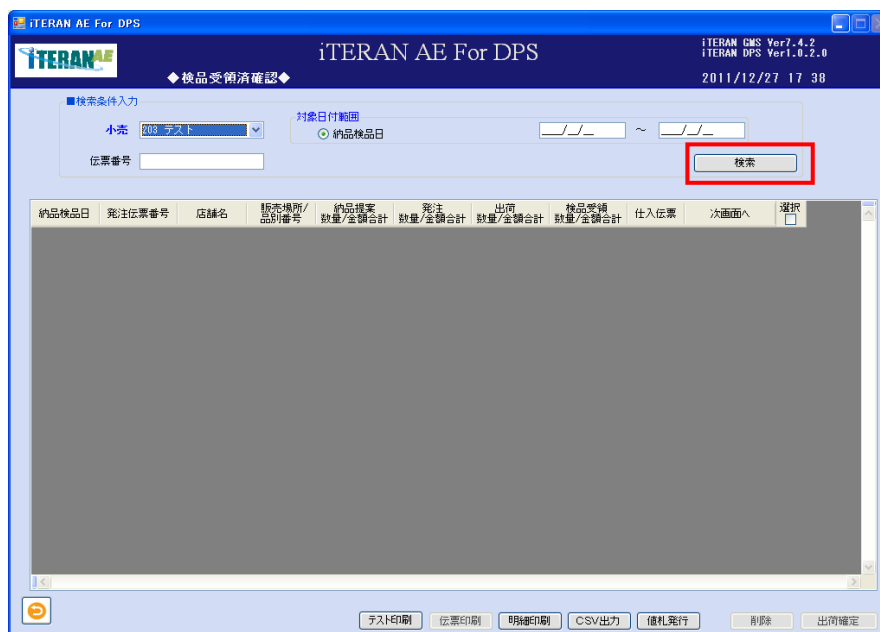 iTERAN AE For DPS
iTERAN AE
iTERAN AE For DPS
iTERAN GMS Ver7.4.2
iTERAN DPS Ver1.0.2.0
◆検品受領済確認◆
2011/12/27 17 38
■検索条件入力
小売 203 テスト
対象日付範囲
納品検品日 __/_/_ ～ __/_/_
伝票番号
検索
納品検品日 発注伝票番号 店舗名 販売場所/品別番号 納品提案数量/金額合計 発注数量/金額合計 出荷数量/金額合計 検品受領数量/金額合計 仕入伝票 次画面へ 選択
テスト印刷 伝票印刷 明細印刷 CSV出力 値札発行 削除 出荷確定